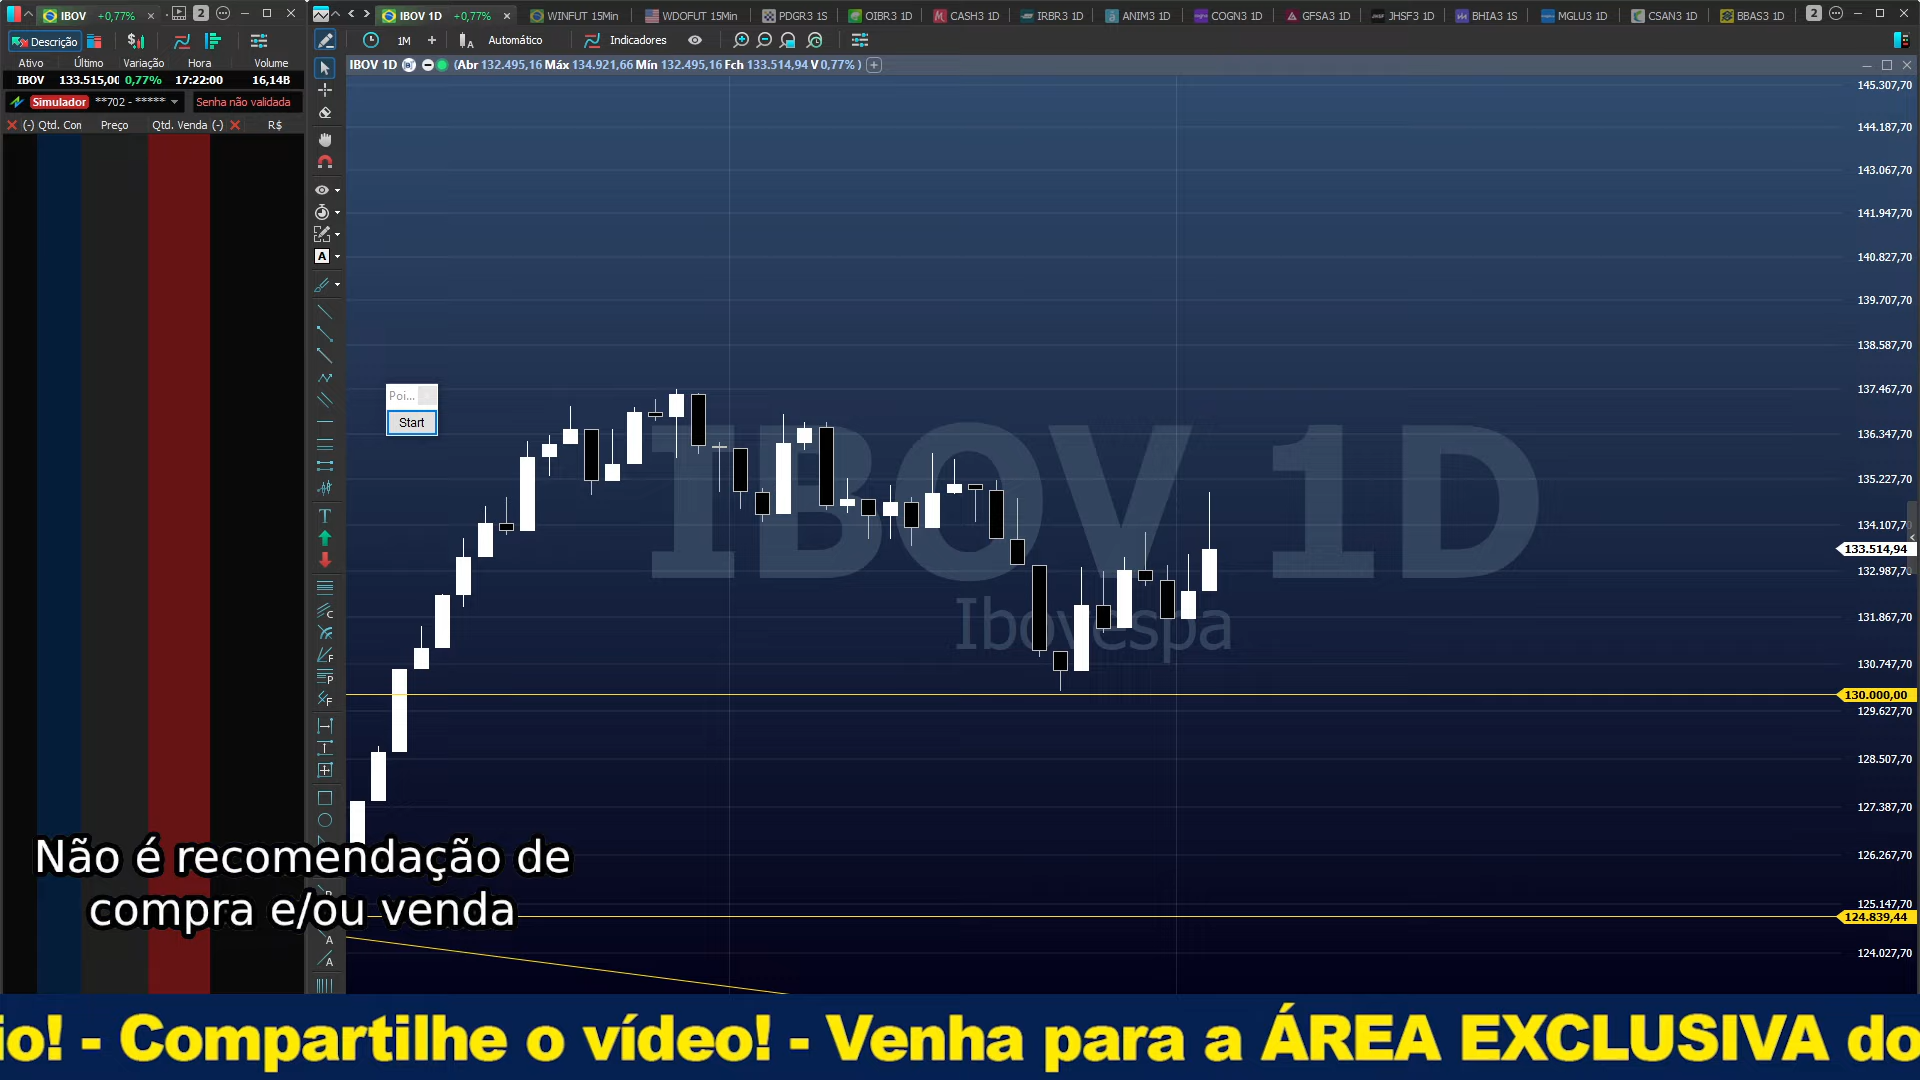 IBOV +0,77% 2
IBOV 1D +0,77% WINFUT 15Min WDOFUT 15Min PDGR3 1S OIBR3 1D CASH3 1D IRBR3 1D ANIM3 1D COGN3 1D GFSA3 1D JHSF3 1D BHIA3 1S MGLU3 1D CSAN3 1D BBAS3 1D 2
Descrição
1M Automático Indicadores
Ativo Último Variação Hora Volume
IBOV 133.515,00 0,77% 17:22:00 16,14B
IBOV 1D (Abr 132.495,16 Máx 134.921,66 Mín 132.495,16 Fch 133.514,94 V 0,77% )
Simulador **702 - ***** Senha não validada
(-) Qtd. Con Preço Qtd. Venda (-) R$
145.307,70
144.187,70
143.067,70
141.947,70
140.827,70
139.707,70
138.587,70
137.467,70
136.347,70
135.227,70
134.107,70
133.514,94
132.987,70
131.867,70
130.747,70
130.000,00
129.627,70
128.507,70
127.387,70
126.267,70
125.147,70
124.839,44
124.027,70
Poi...
Start
IBOV 1D
Ibovespa
Não é recomendação de
compra e/ou venda
io! - Compartilhe o vídeo! - Venha para a ÁREA EXCLUSIVA do